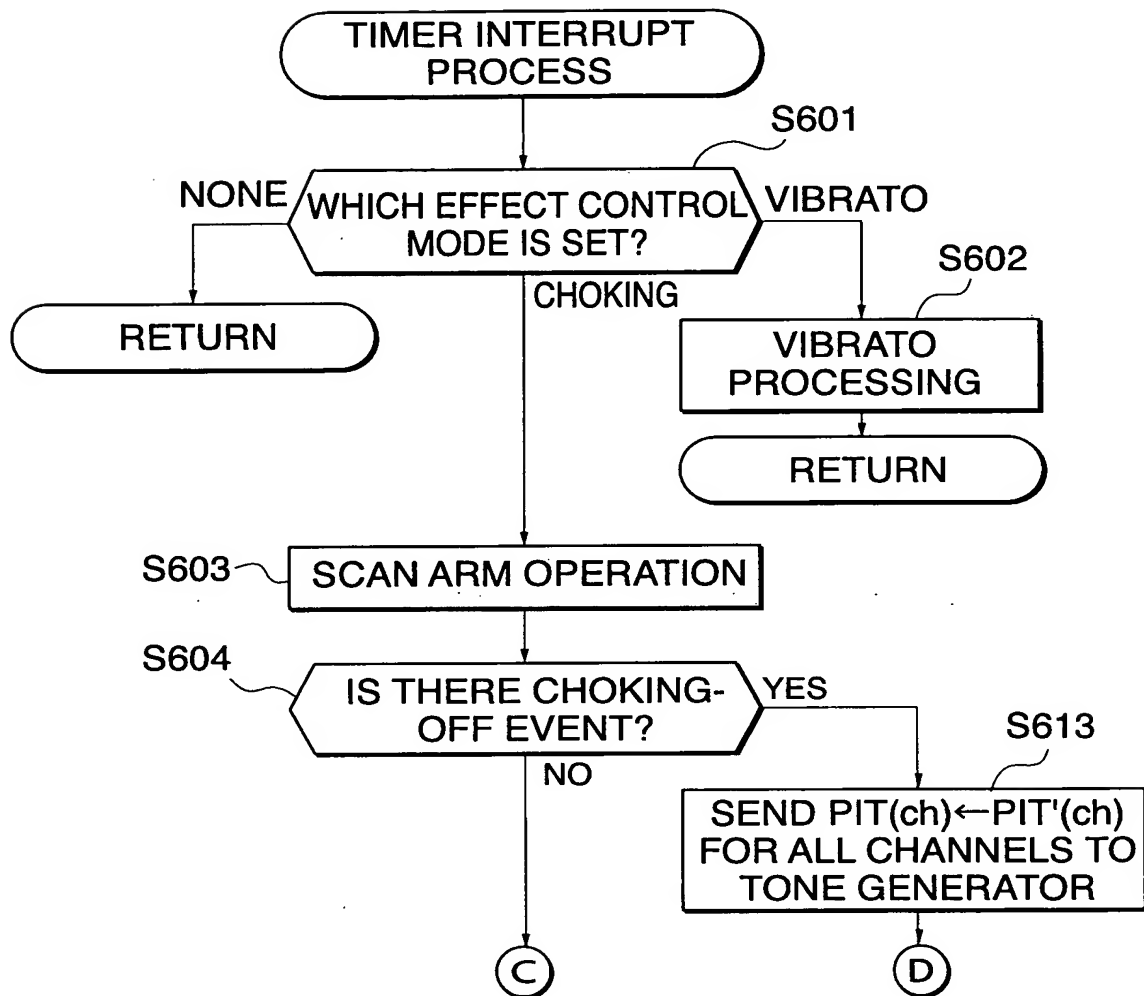 TIMER INTERRUPT
PROCESS
S601
NONE
WHICH EFFECT CONTROL
MODE IS SET?
VIBRATO
CHOKING
S602
RETURN
VIBRATO
PROCESSING
RETURN
S603
SCAN ARM OPERATION
S604
IS THERE CHOKING-
OFF EVENT?
YES
NO
S613
SEND PIT(ch)←PIT'(ch)
FOR ALL CHANNELS TO
TONE GENERATOR
C
D